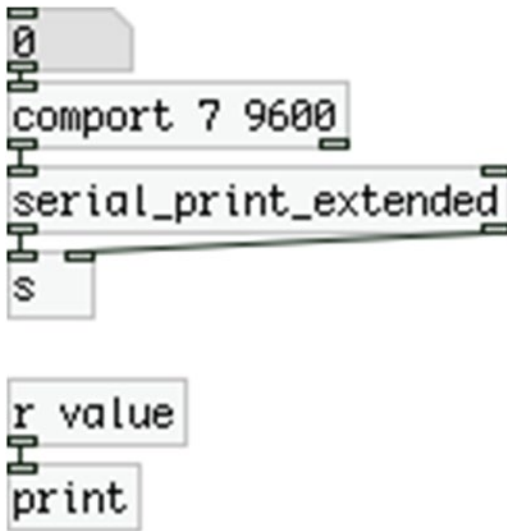 0
comport 7 9600
serial_print_extended
s
r value
print